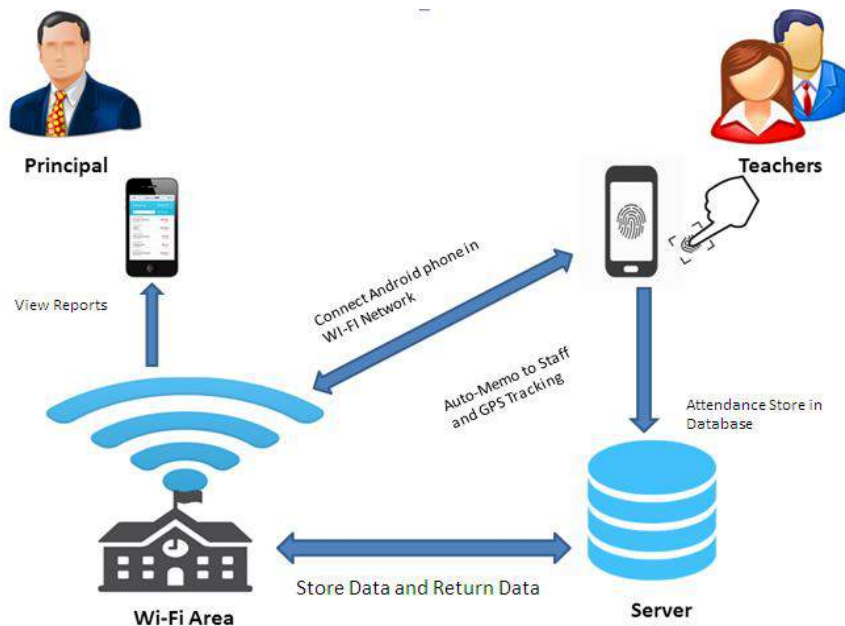 Principal
Teachers
View Reports
Connect Android phone in
WI-FI Network
Auto-Memo to Staff
and GPS Tracking
Attendance Store in
Database
Store Data and Return Data
Wi-Fi Area
Server